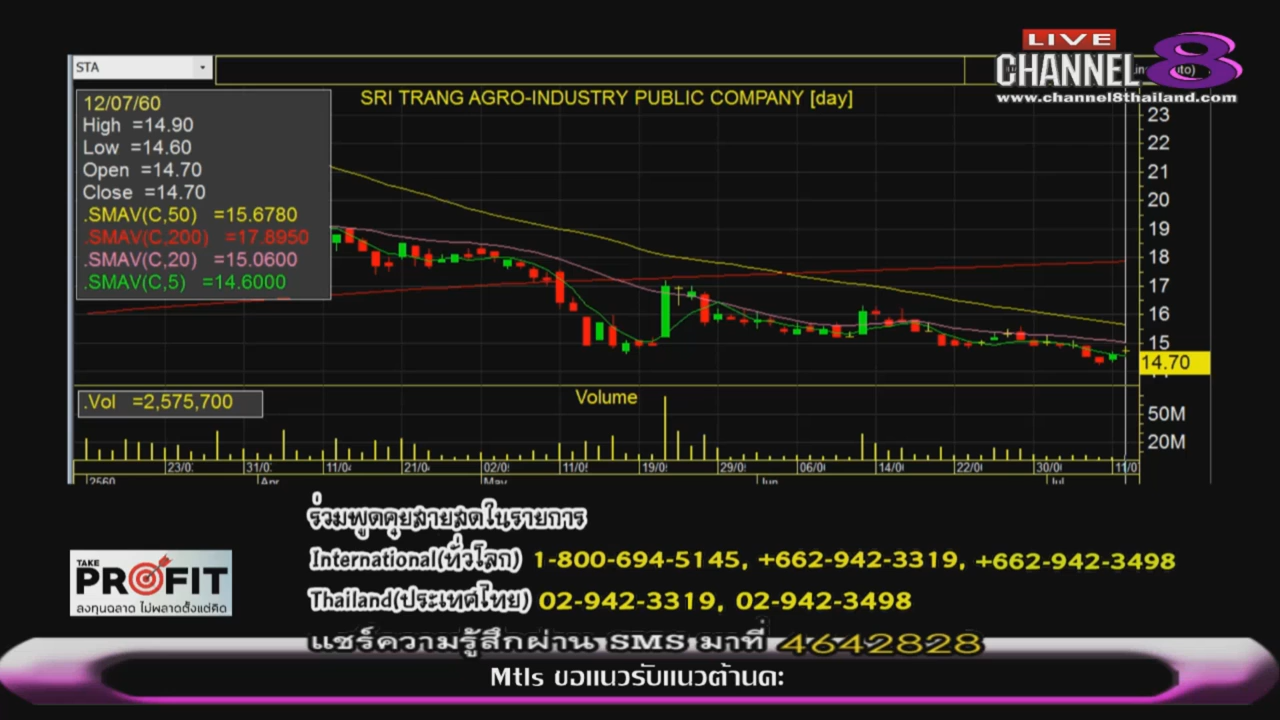 LIVE
CHANNEL 8
www.channel8thailand.com
STA
SRI TRANG AGRO-INDUSTRY PUBLIC COMPANY [day]
12/07/60
High =14.90
Low =14.60
Open =14.70
Close =14.70
.SMAV(C,50) =15.6780
.SMAV(C,200) =17.8950
.SMAV(C,20) =15.0600
.SMAV(C,5) =14.6000
23
22
21
20
19
18
17
16
15
14.70
.Vol =2,575,700
Volume
50M
20M
23/0 31/0 11/0 21/0 02/0 11/0 19/0 29/0 06/0 14/0 22/0 30/0 11/0
2560 Apr May Jun Jul
ร่วมพูดคุยสายสดในรายการ
International(ทั่วโลก) 1-800-694-5145, +662-942-3319, +662-942-3498
Thailand(ประเทศไทย) 02-942-3319, 02-942-3498
TAKE
PROFIT
ลงทุนฉลาด ไม่พลาดตั้งแต่คิด
แชร์ความรู้สึกผ่าน SMS มาที่ 4642828
Mtls ขอแนวรับแนวต้านคะ